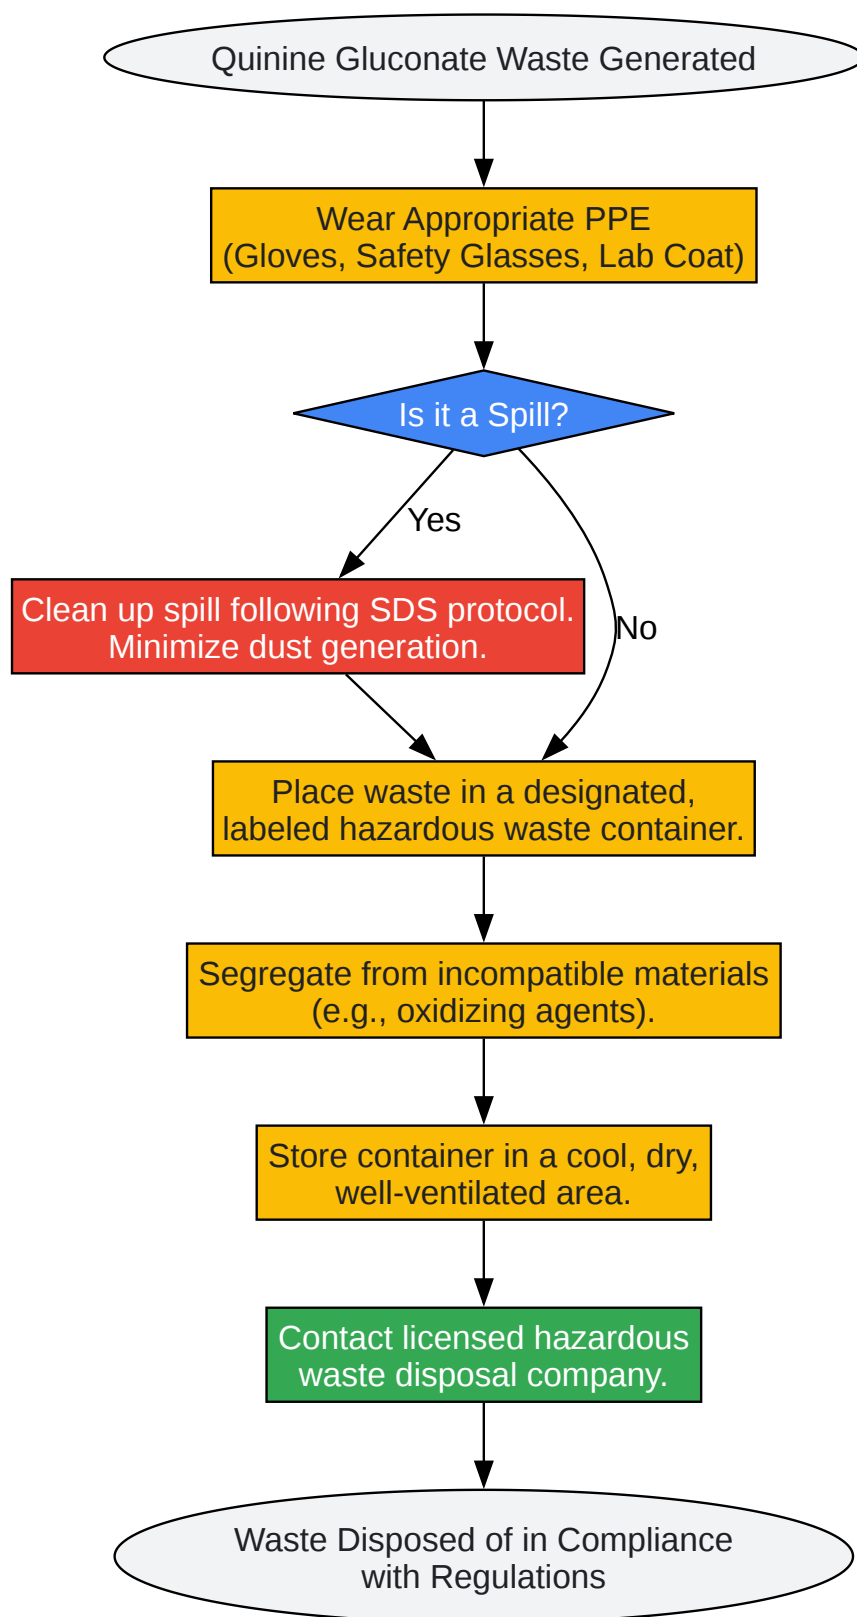 Quinine Gluconate Waste Generated
Wear Appropriate PPE
(Gloves, Safety Glasses, Lab Coat)
Is it a Spill?
Yes
Clean up spill following SDS protocol.
Minimize dust generation.
No
Place waste in a designated,
labeled hazardous waste container.
Segregate from incompatible materials
(e.g., oxidizing agents).
Store container in a cool, dry,
well-ventilated area.
Contact licensed hazardous
waste disposal company.
Waste Disposed of in Compliance
with Regulations